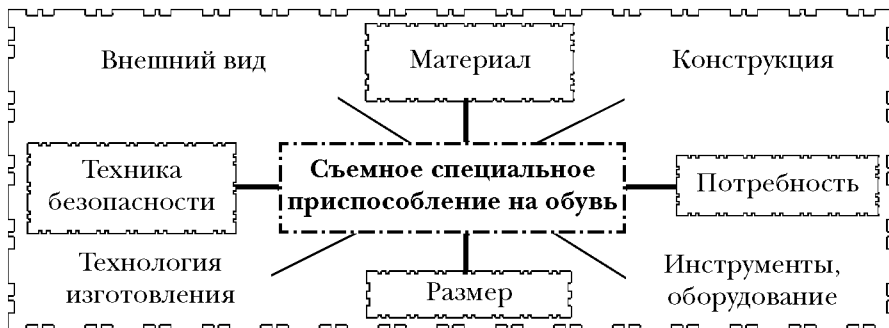 Внешний вид
Материал
Конструкция
Техника
безопасности
Съемное специальное
приспособление на обувь
Потребность
Технология
изготовления
Размер
Инструменты,
оборудование